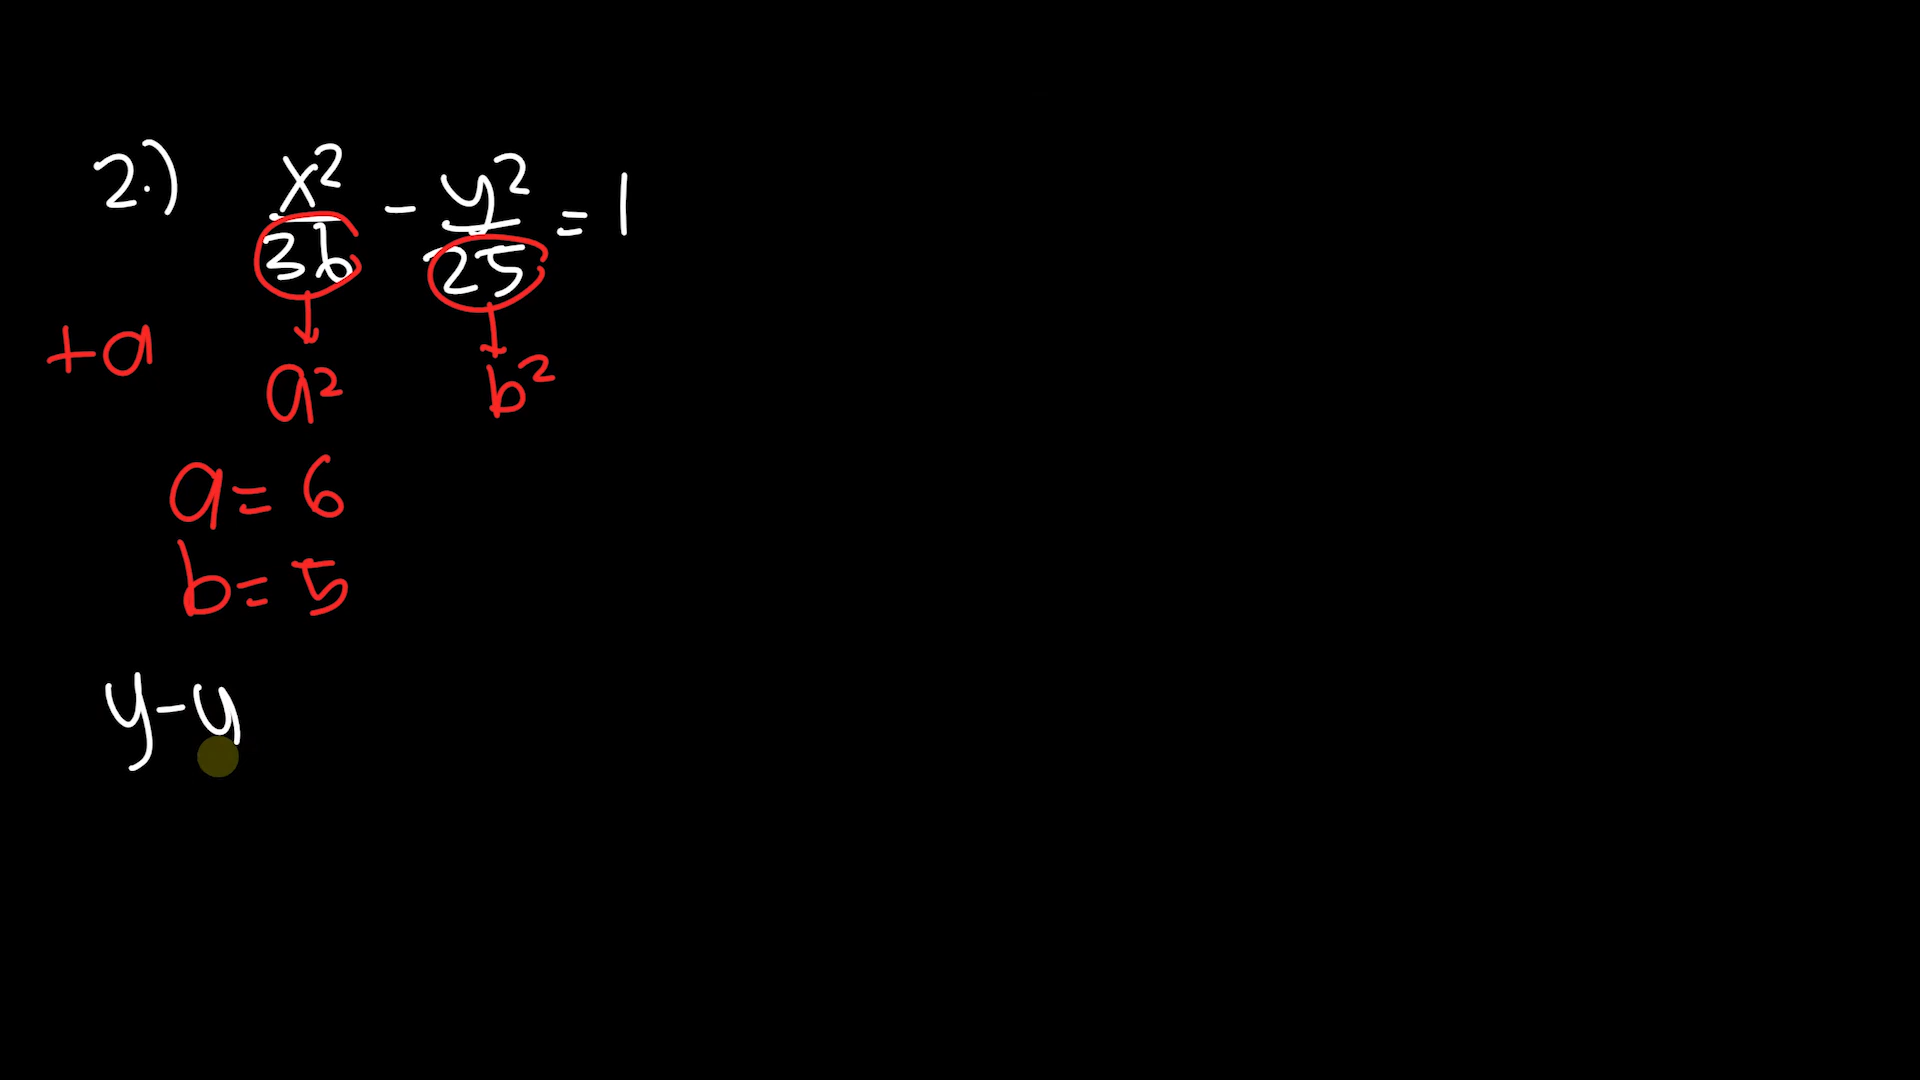 2.) x²/36 - y²/25 = 1
+a
a² b²
a = 6
b = 5
y - y